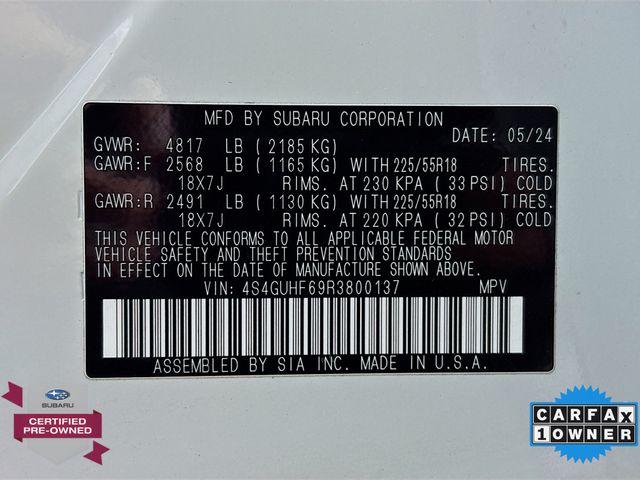 MFD BY SUBARU CORPORATION
DATE: 05/24
GVWR: 4817 LB (2185 KG)
GAWR:F 2568 LB (1165 KG) WITH 225/55R18 TIRES.
18X7J RIMS. AT 230 KPA (33 PSI) COLD
GAWR:R 2491 LB (1130 KG) WITH 225/55R18 TIRES.
18X7J RIMS. AT 220 KPA (32 PSI) COLD
THIS VEHICLE CONFORMS TO ALL APPLICABLE FEDERAL MOTOR
VEHICLE SAFETY AND THEFT PREVENTION STANDARDS IN EFFECT
ON THE DATE OF MANUFACTURE SHOWN ABOVE.
VIN: 4S4GUHF69R3800137 MPV
ASSEMBLED BY SIA INC. MADE IN U.S.A.
SUBARU
CERTIFIED
PRE-OWNED
CARFAX
1 OWNER